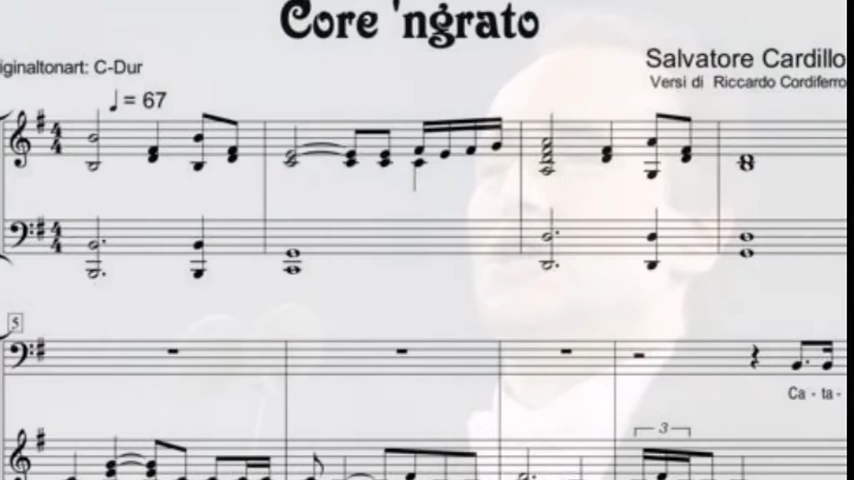 Core 'ngrato
iginaltonart: C-Dur
Salvatore Cardillo
Versi di Riccardo Cordiferro
♩ = 67
5
Ca - ta-
3